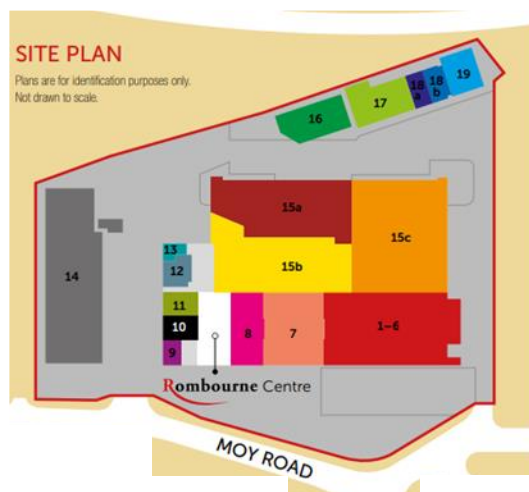 SITE PLAN
Plans are for identification purposes only.
Not drawn to scale.
16
17
18
a
18
b
19
15a
15c
15b
14
13
12
11
10
9
8
7
1–6
Rombourne Centre
MOY ROAD